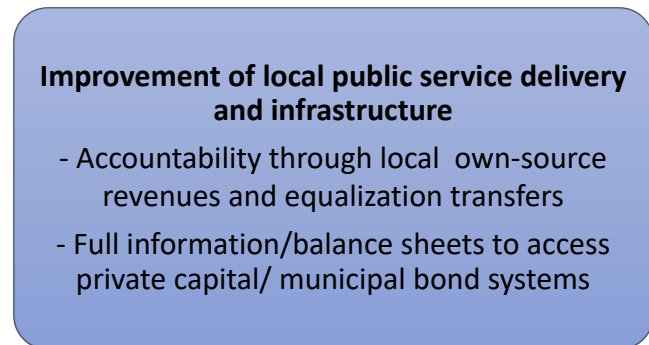 Improvement of local public service delivery
and infrastructure
- Accountability through local  own-source
revenues and equalization transfers
- Full information/balance sheets to access
private capital/ municipal bond systems